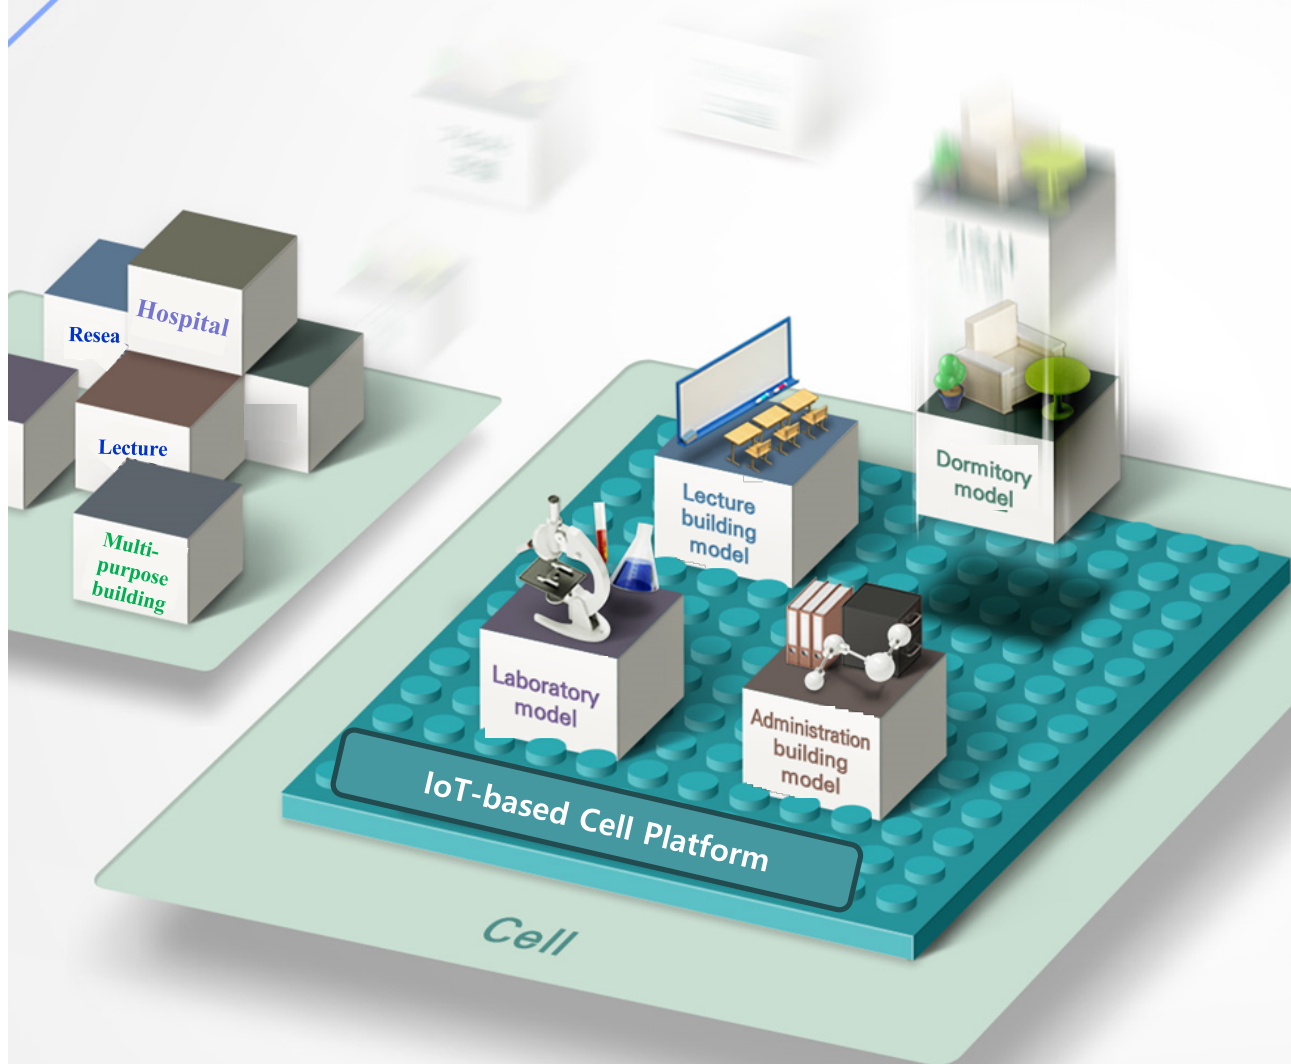 Hospital
Resea
Lecture
Multi-
purpose
building
Lecture
building
model
Dormitory
model
Laboratory
model
Administration
building
model
IoT-based Cell Platform
Cell